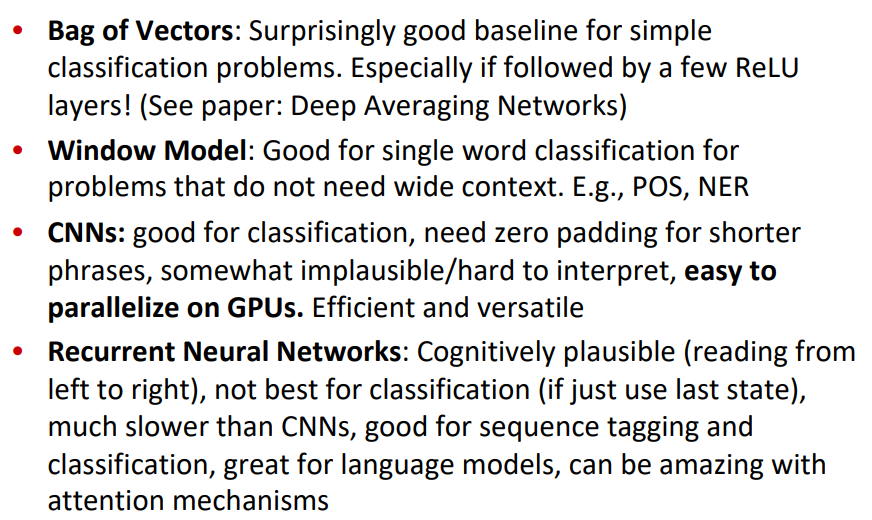 • Bag of Vectors: Surprisingly good baseline for simple
classification problems. Especially if followed by a few ReLU
layers! (See paper: Deep Averaging Networks)
• Window Model: Good for single word classification for
problems that do not need wide context. E.g., POS, NER
• CNNs: good for classification, need zero padding for shorter
phrases, somewhat implausible/hard to interpret, easy to
parallelize on GPUs. Efficient and versatile
• Recurrent Neural Networks: Cognitively plausible (reading from
left to right), not best for classification (if just use last state),
much slower than CNNs, good for sequence tagging and
classification, great for language models, can be amazing with
attention mechanisms